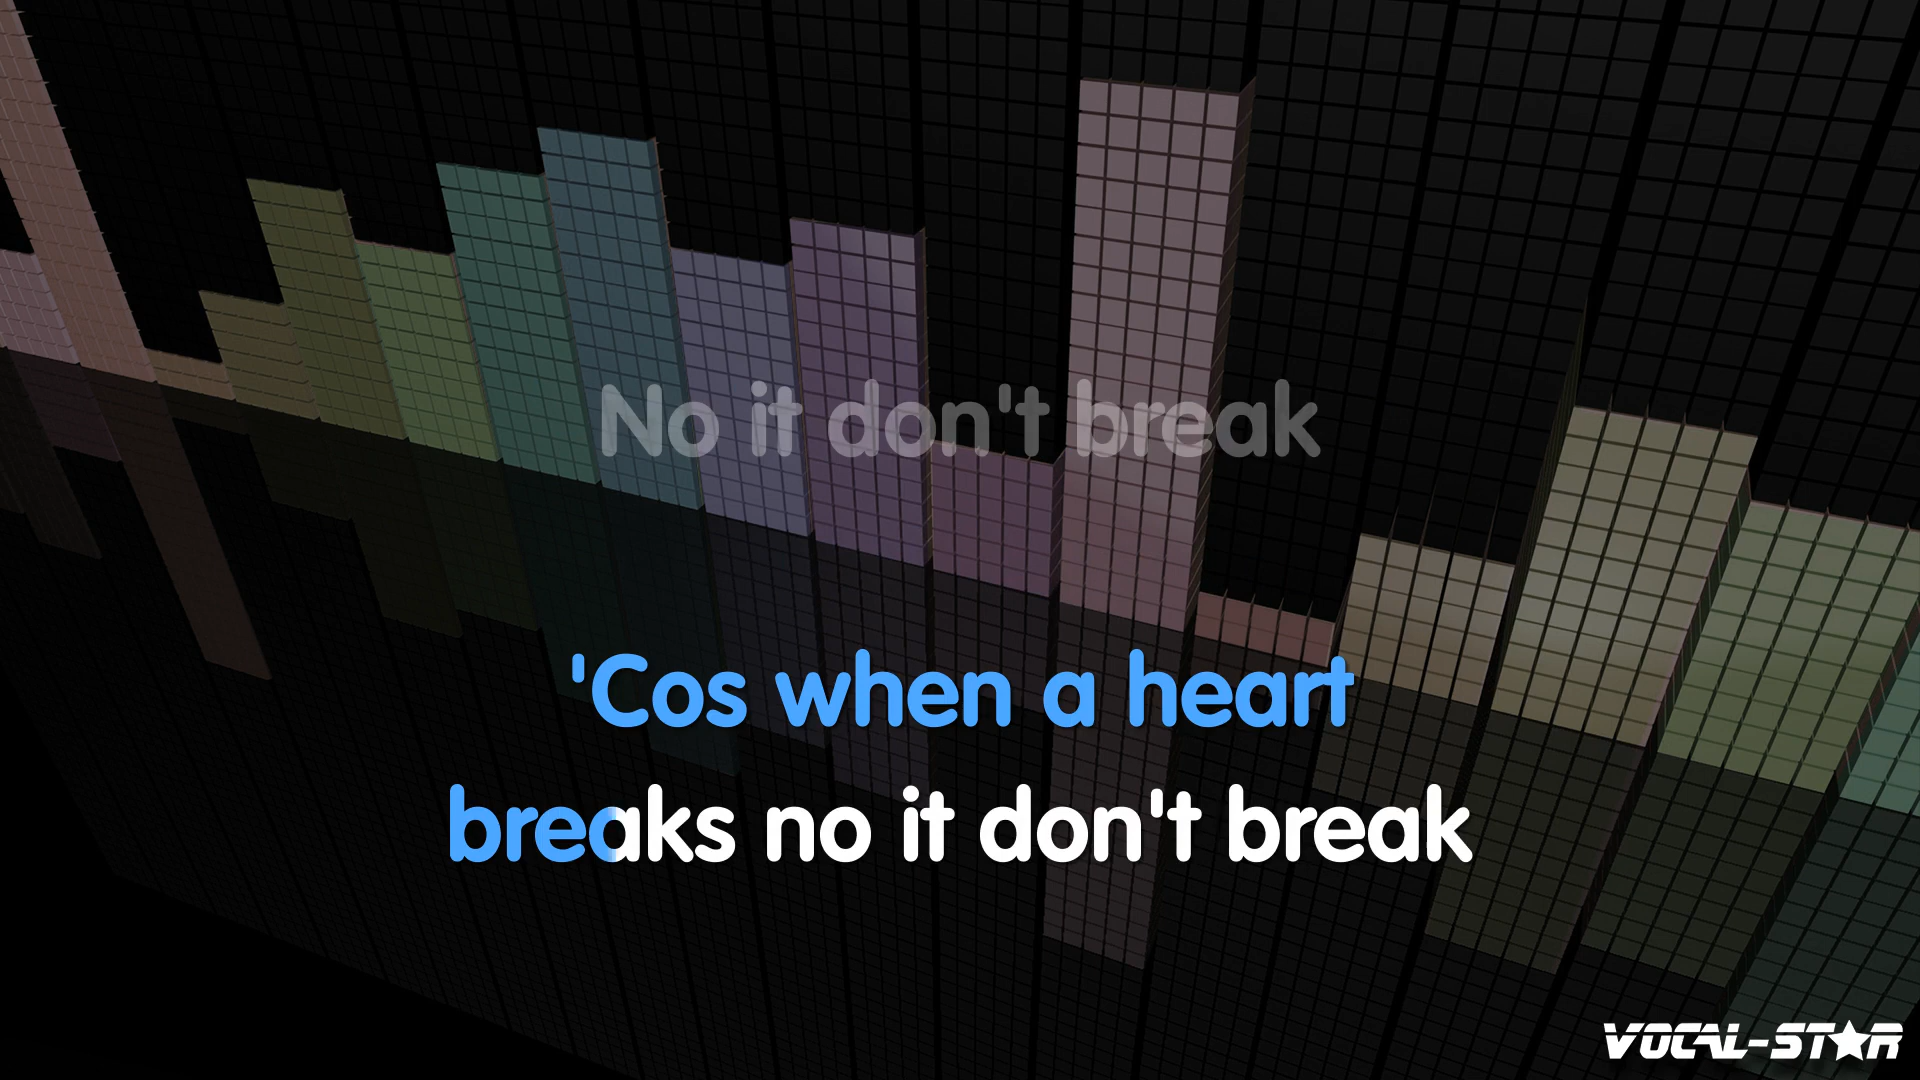 No it don't break
'Cos when a heart
breaks no it don't break
VOCAL-STAR